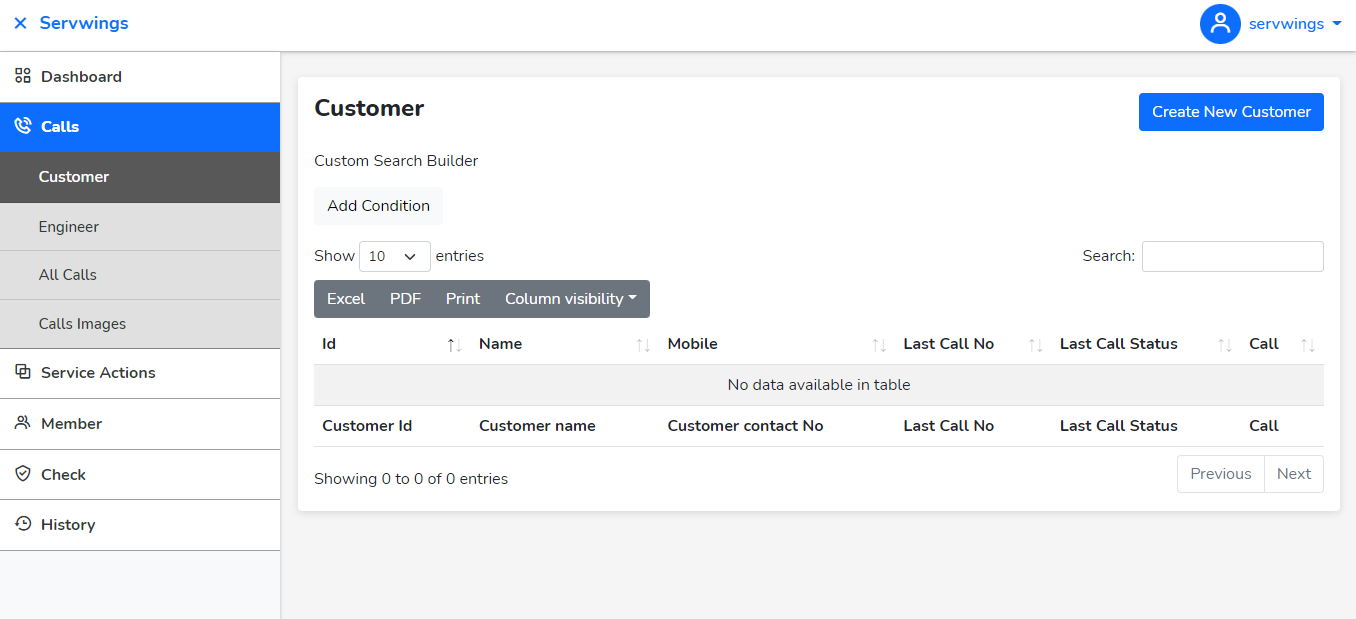 Servwings
servwings
Dashboard
Calls
Customer
Engineer
All Calls
Calls Images
Service Actions
Member
Check
History
Customer
Create New Customer
Custom Search Builder
Add Condition
Show 10 entries
Search:
Excel PDF Print Column visibility
Id Name Mobile Last Call No Last Call Status Call
No data available in table
Customer Id Customer name Customer contact No Last Call No Last Call Status Call
Showing 0 to 0 of 0 entries
Previous Next